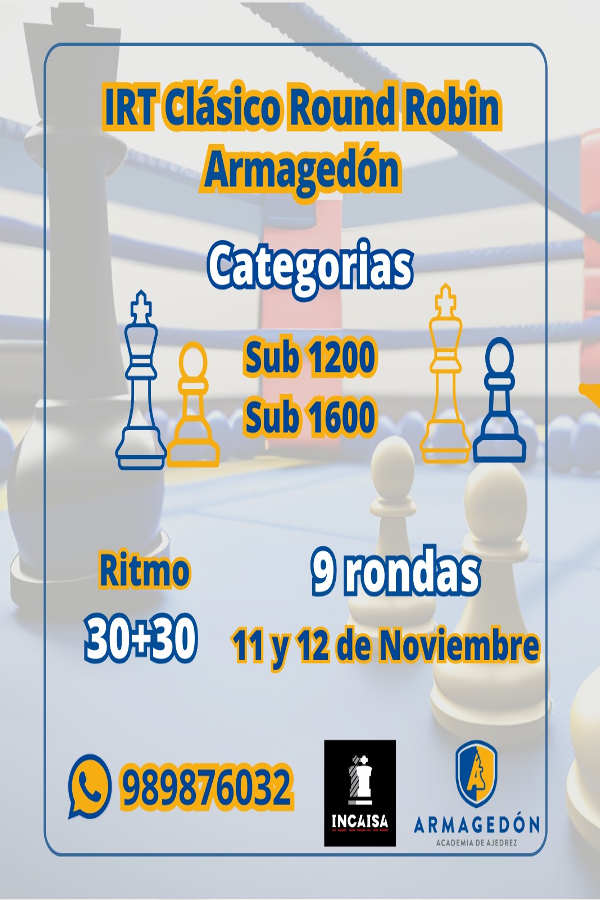 IRT Clásico Round Robin
Armagedón
Categorias
Sub 1200
Sub 1600
Ritmo
30+30
9 rondas
11 y 12 de Noviembre
989876032
INCAISA
ARMAGEDÓN
ACADEMIA DE AJEDREZ